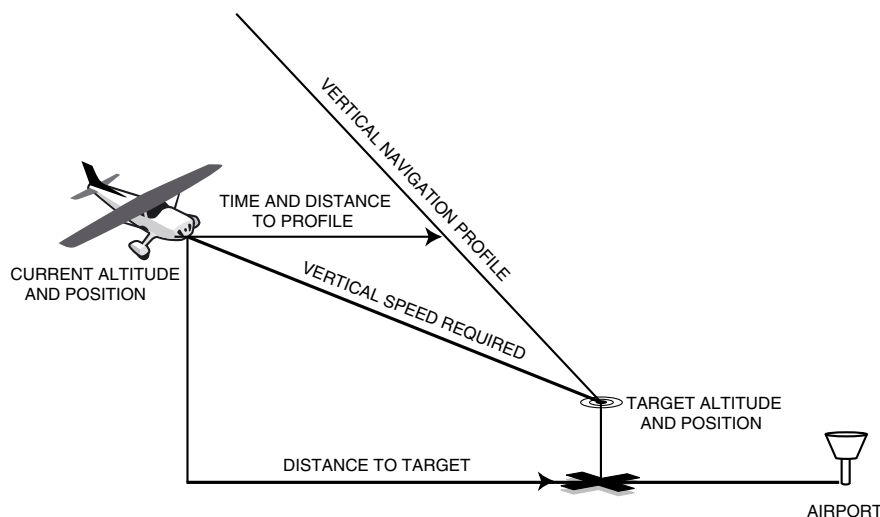 VERTICAL NAVIGATION PROFILE
TIME AND DISTANCE
TO PROFILE
CURRENT ALTITUDE
AND POSITION
VERTICAL SPEED REQUIRED
TARGET ALTITUDE
AND POSITION
DISTANCE TO TARGET
AIRPORT